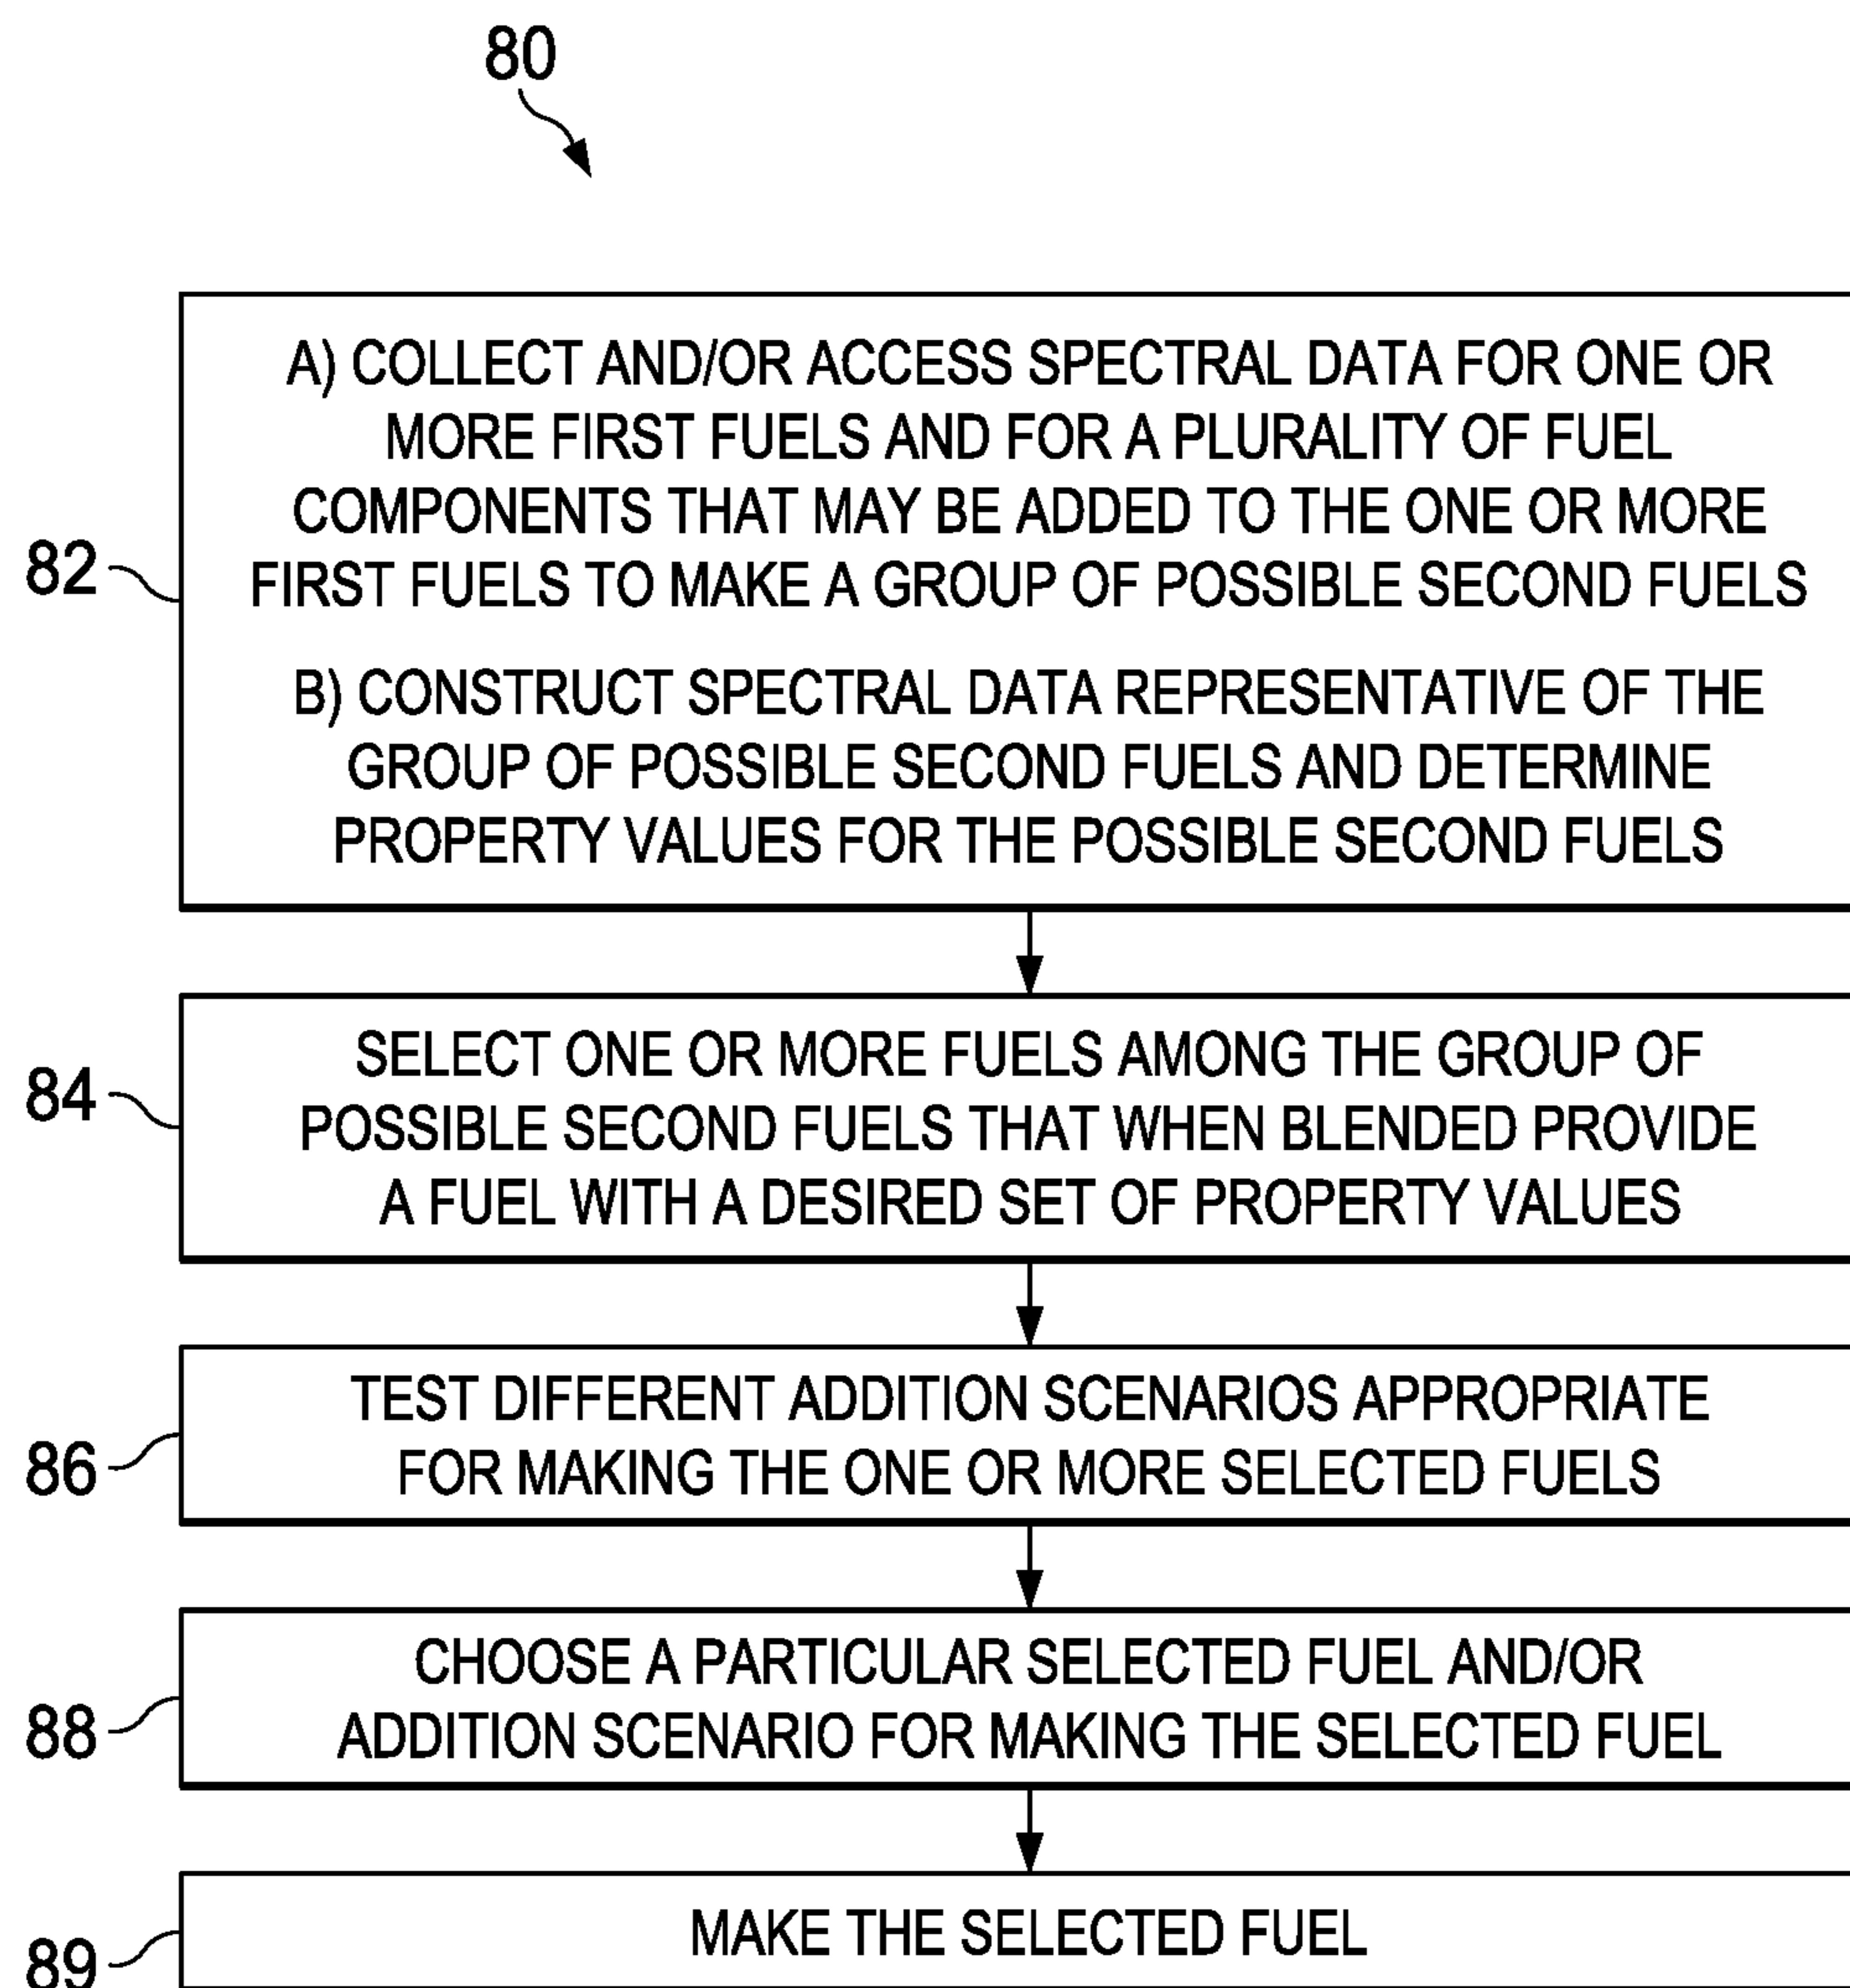 80
A) COLLECT AND/OR ACCESS SPECTRAL DATA FOR ONE OR
MORE FIRST FUELS AND FOR A PLURALITY OF FUEL
COMPONENTS THAT MAY BE ADDED TO THE ONE OR MORE
FIRST FUELS TO MAKE A GROUP OF POSSIBLE SECOND FUELS
B) CONSTRUCT SPECTRAL DATA REPRESENTATIVE OF THE
GROUP OF POSSIBLE SECOND FUELS AND DETERMINE
PROPERTY VALUES FOR THE POSSIBLE SECOND FUELS
82
SELECT ONE OR MORE FUELS AMONG THE GROUP OF
POSSIBLE SECOND FUELS THAT WHEN BLENDED PROVIDE
A FUEL WITH A DESIRED SET OF PROPERTY VALUES
84
TEST DIFFERENT ADDITION SCENARIOS APPROPRIATE
FOR MAKING THE ONE OR MORE SELECTED FUELS
86
CHOOSE A PARTICULAR SELECTED FUEL AND/OR
ADDITION SCENARIO FOR MAKING THE SELECTED FUEL
88
MAKE THE SELECTED FUEL
89